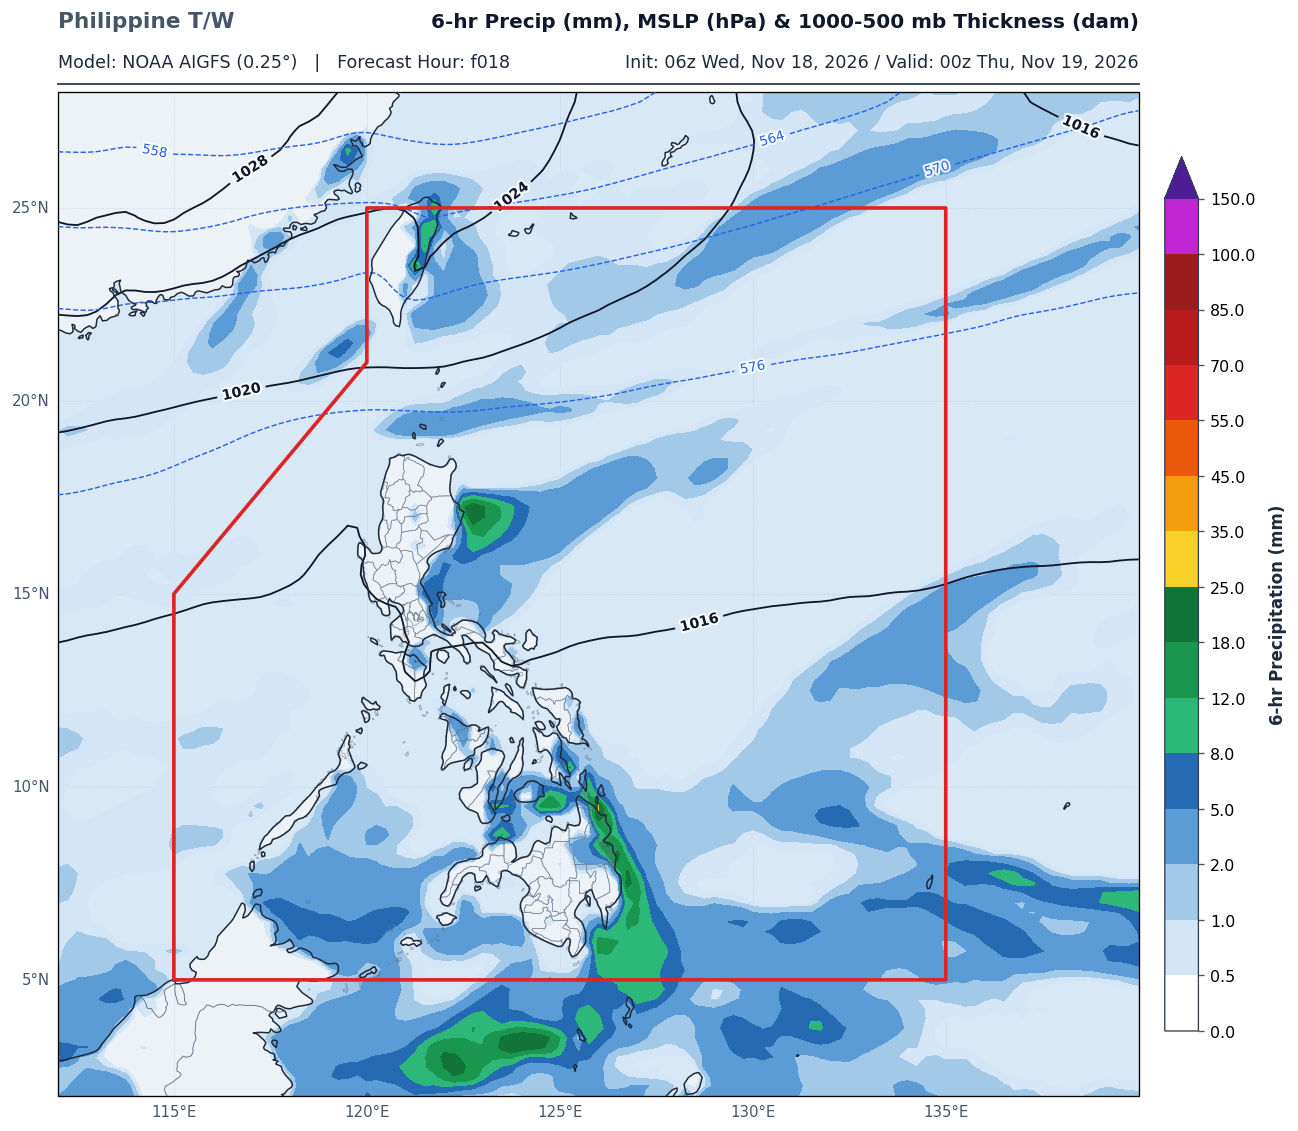 Philippine T/W
6-hr Precip (mm), MSLP (hPa) & 1000-500 mb Thickness (dam)
Model: NOAA AIGFS (0.25°) | Forecast Hour: f018
Init: 06z Wed, Nov 18, 2026 / Valid: 00z Thu, Nov 19, 2026
558
1028
1024
564
570
1016
1020
576
1016
25°N
20°N
15°N
10°N
5°N
115°E
120°E
125°E
130°E
135°E
150.0
100.0
85.0
70.0
55.0
45.0
35.0
25.0
18.0
12.0
8.0
5.0
2.0
1.0
0.5
0.0
6-hr Precipitation (mm)